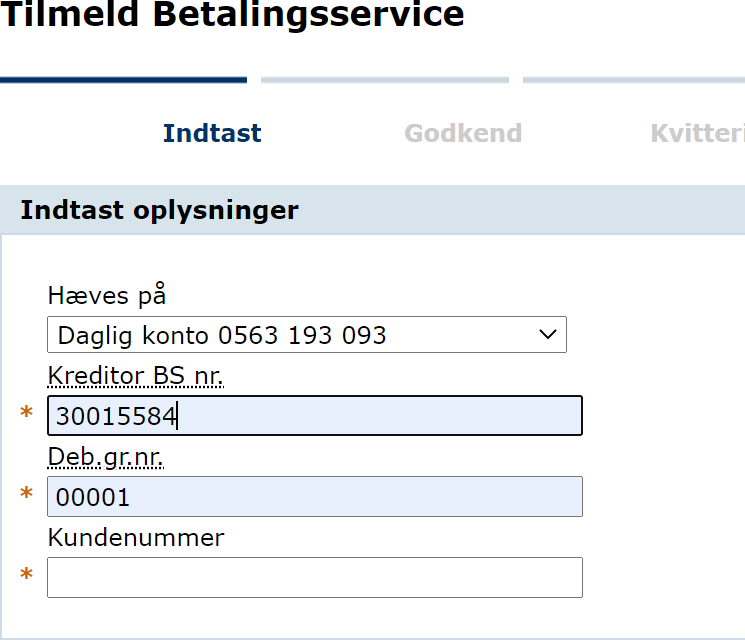 Tilmeld Betalingsservice
Indtast Godkend
Indtast oplysninger
Hæves på
Daglig konto 0563 193 093
Kreditor BS nr.
* 30015584
Deb.gr.nr.
* 00001
Kundenummer
*